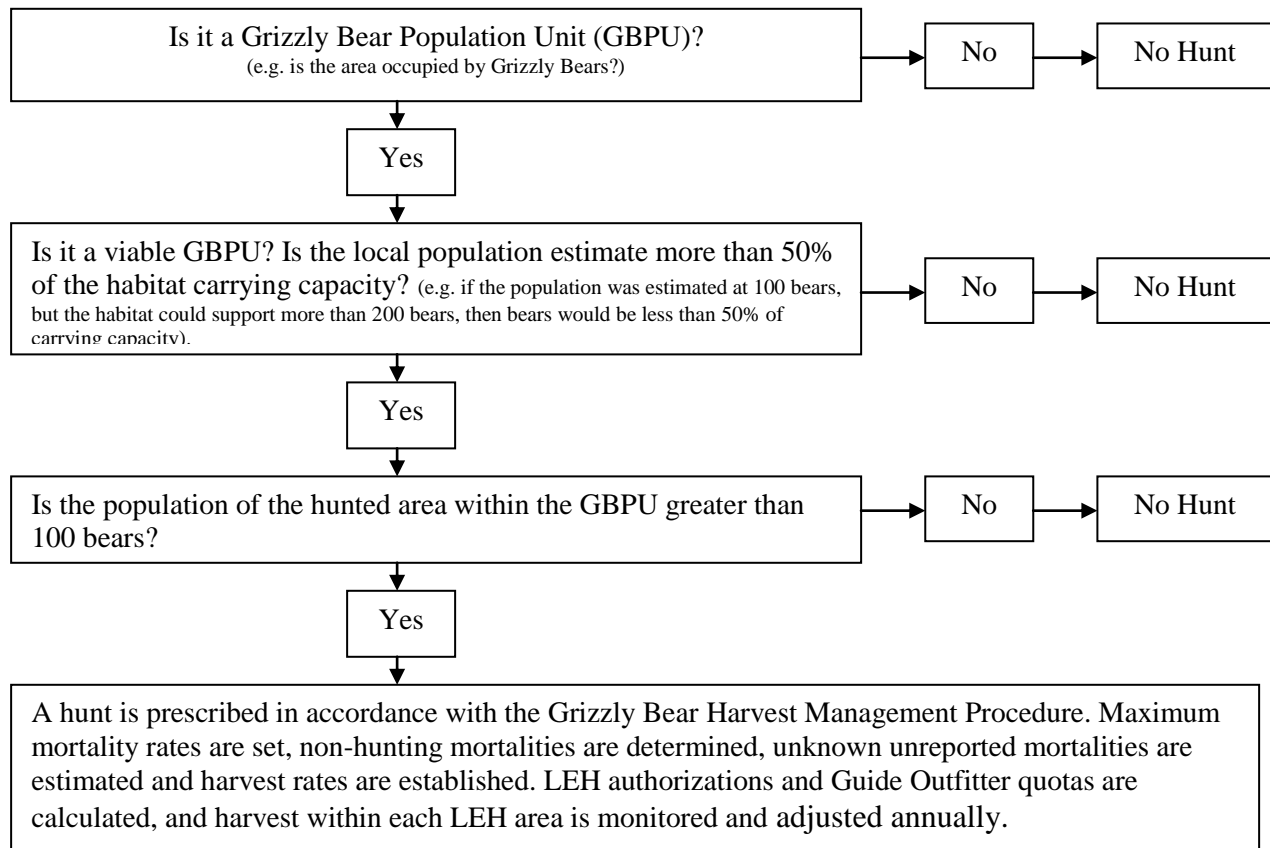 Is it a Grizzly Bear Population Unit (GBPU)?
(e.g. is the area occupied by Grizzly Bears?)
No
No Hunt
Yes
Is it a viable GBPU? Is the local population estimate more than 50%
of the habitat carrying capacity? (e.g. if the population was estimated at 100 bears,
but the habitat could support more than 200 bears, then bears would be less than 50% of
carrying capacity).
No
No Hunt
Yes
Is the population of the hunted area within the GBPU greater than
100 bears?
No
No Hunt
Yes
A hunt is prescribed in accordance with the Grizzly Bear Harvest Management Procedure. Maximum
mortality rates are set, non-hunting mortalities are determined, unknown unreported mortalities are
estimated and harvest rates are established. LEH authorizations and Guide Outfitter quotas are
calculated, and harvest within each LEH area is monitored and adjusted annually.